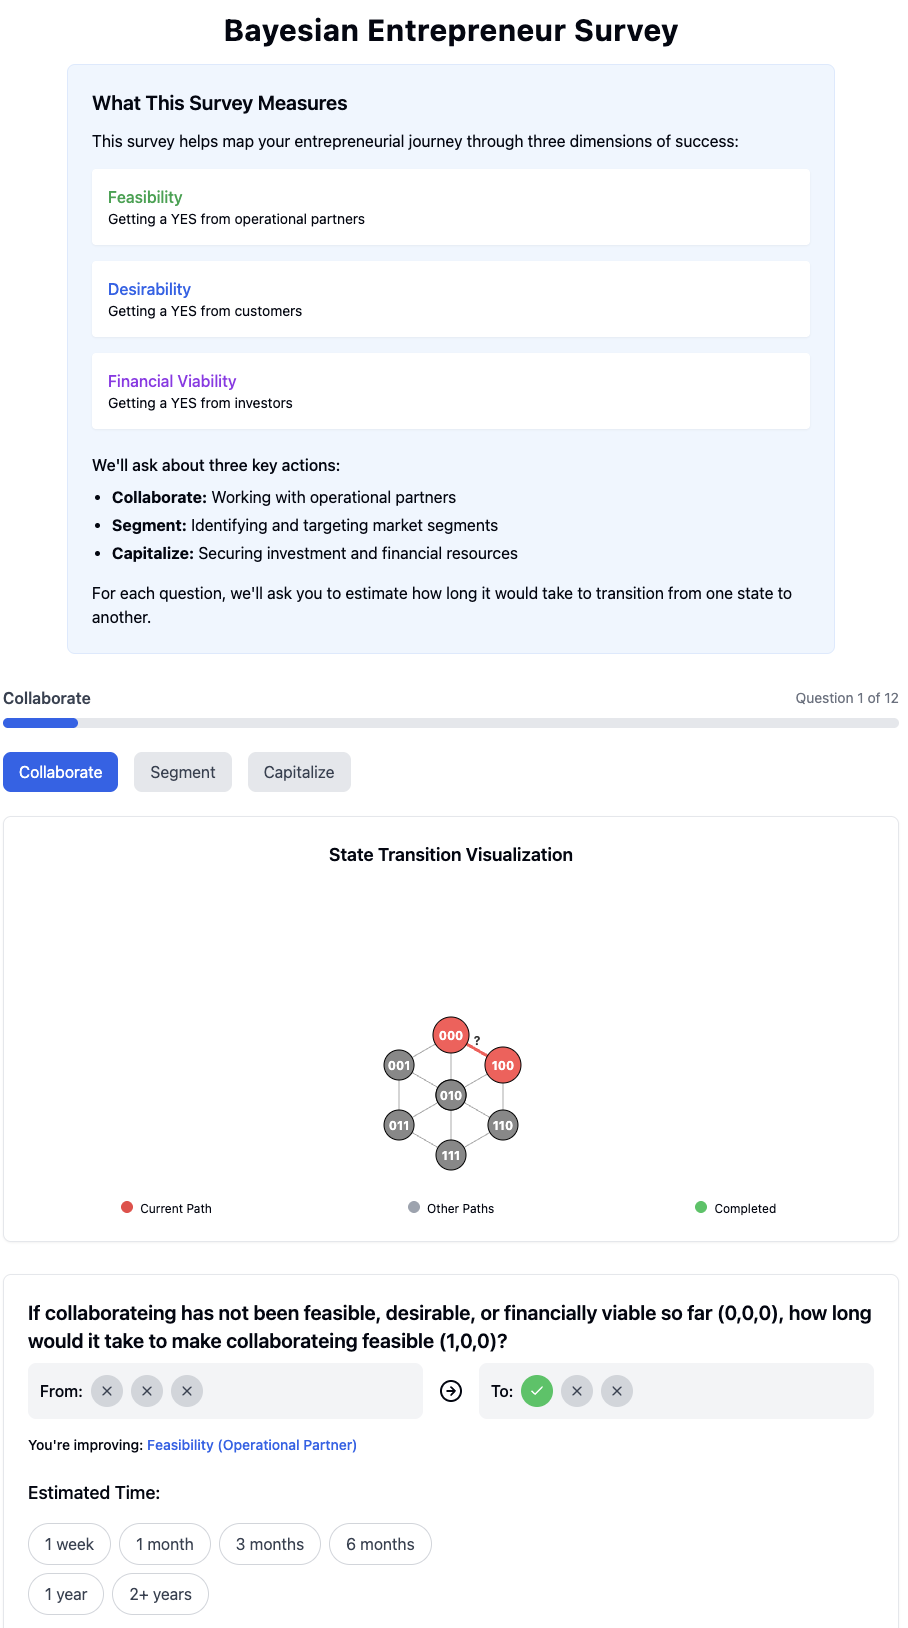 Bayesian Entrepreneur Survey
What This Survey Measures
This survey helps map your entrepreneurial journey through three dimensions of success:
Feasibility
Getting a YES from operational partners
Desirability
Getting a YES from customers
Financial Viability
Getting a YES from investors
We'll ask about three key actions:
• Collaborate: Working with operational partners
• Segment: Identifying and targeting market segments
• Capitalize: Securing investment and financial resources
For each question, we'll ask you to estimate how long it would take to transition from one state to
another.
Collaborate Question 1 of 12
Collaborate Segment Capitalize
State Transition Visualization
000 ?
001 100
010
011 110
111
Current Path Other Paths Completed
If collaborateing has not been feasible, desirable, or financially viable so far (0,0,0), how long
would it take to make collaborateing feasible (1,0,0)?
From: To:
You're improving: Feasibility (Operational Partner)
Estimated Time:
1 week 1 month 3 months 6 months
1 year 2+ years